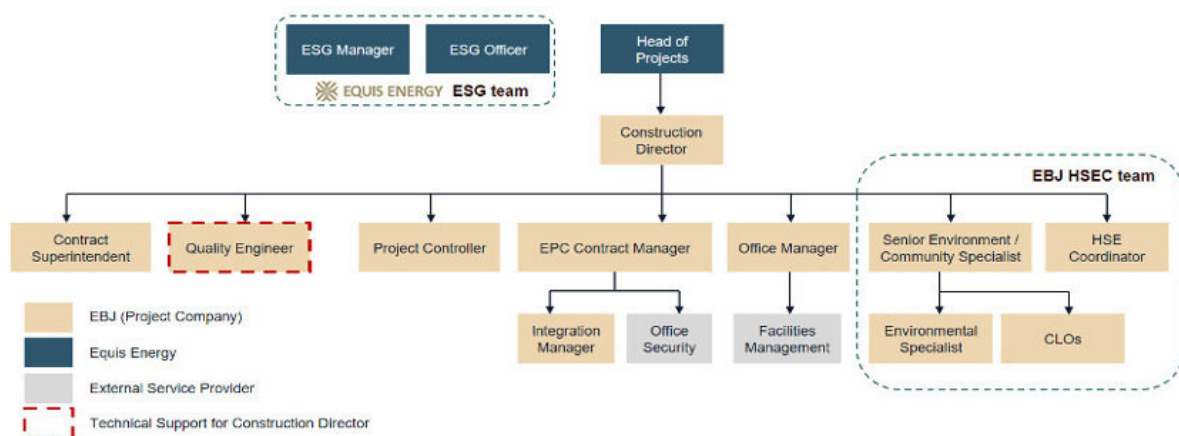 ESG Manager
ESG Officer
EQUIS ENERGY ESG team
Head of
Projects
Construction
Director
EBJ HSEC team
Contract
Superintendent
Quality Engineer
Project Controller
EPC Contract Manager
Office Manager
Senior Environment /
Community Specialist
HSE
Coordinator
Integration
Manager
Office
Security
Facilities
Management
Environmental
Specialist
CLOs
EBJ (Project Company)
Equis Energy
External Service Provider
Technical Support for Construction Director